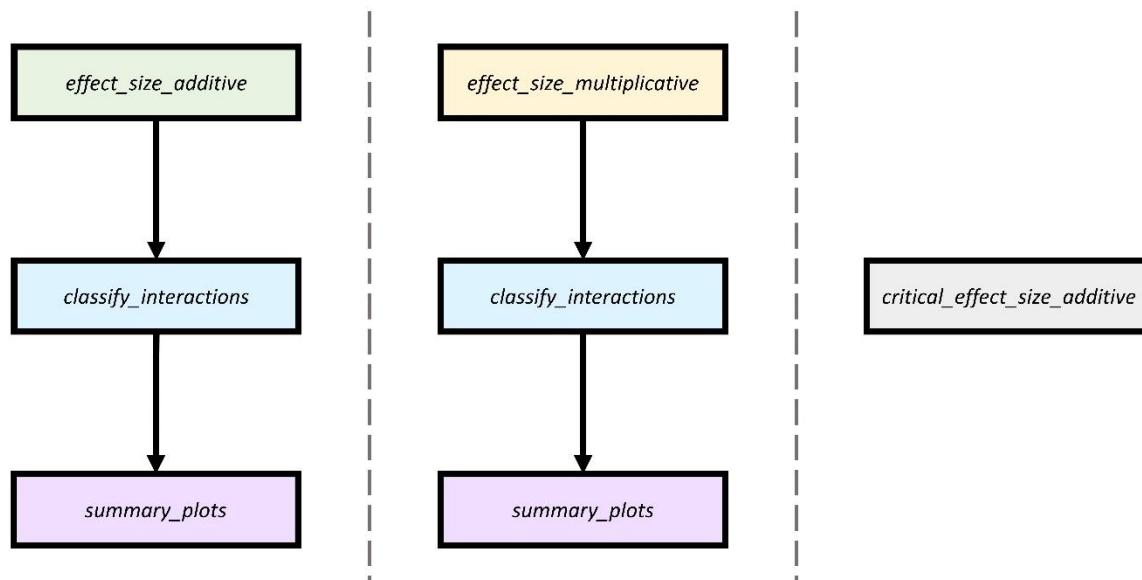 effect_size_additive
classify_interactions
summary_plots
effect_size_multiplicative
classify_interactions
summary_plots
critical_effect_size_additive